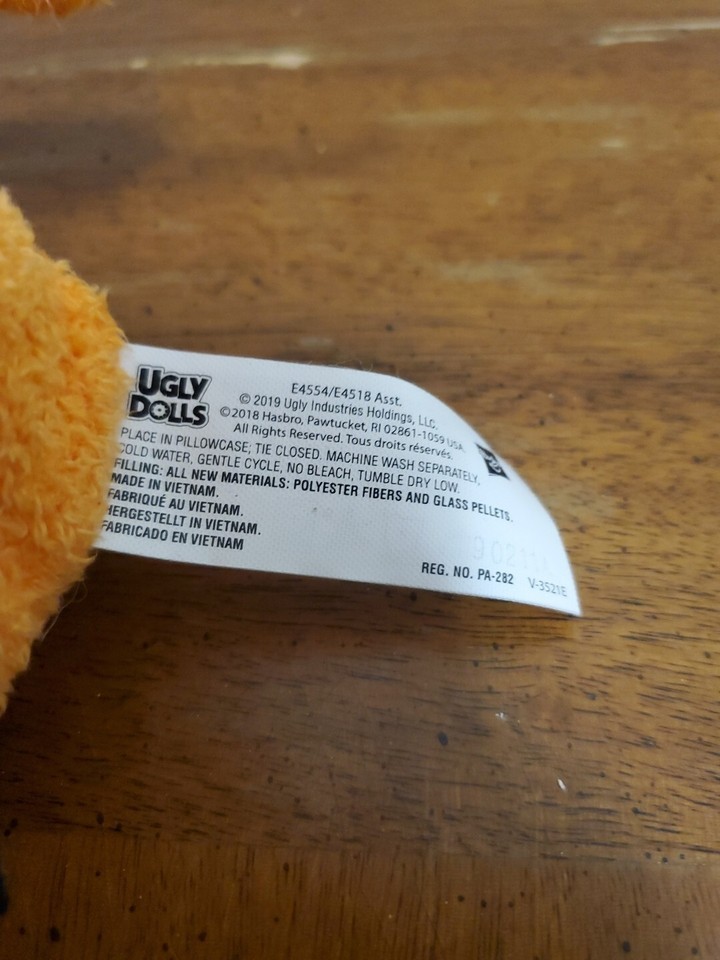 UGLY
DOLLS
E4554/E4518 Asst.
© 2019 Ugly Industries Holdings, LLC.
©2018 Hasbro, Pawtucket, RI 02861-1059 USA.
All Rights Reserved. Tous droits réservés.
PLACE IN PILLOWCASE; TIE CLOSED. MACHINE WASH SEPARATELY,
COLD WATER, GENTLE CYCLE, NO BLEACH, TUMBLE DRY LOW.
FILLING: ALL NEW MATERIALS: POLYESTER FIBERS AND GLASS PELLETS.
MADE IN VIETNAM.
FABRIQUÉ AU VIETNAM.
HERGESTELLT IN VIETNAM.
FABRICADO EN VIETNAM
REG. NO. PA-282 V-3521E